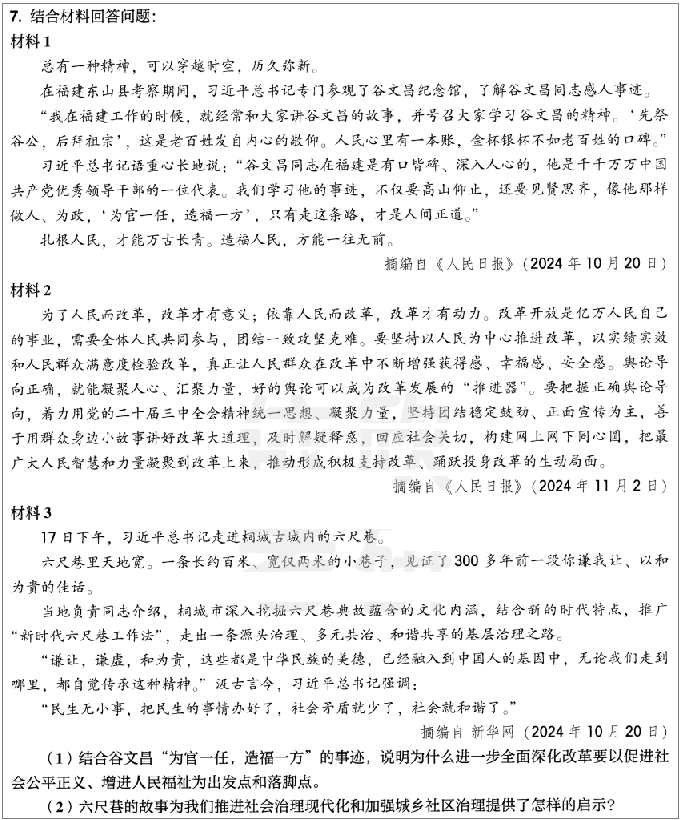 7. 结合材料回答问题：
材料 1
总有一种精神，可以穿越时空，历久弥新。
在福建东山县考察期间，习近平总书记专门参观了谷文昌纪念馆，了解谷文昌同志感人事迹。
“我在福建工作的时候，就经常和大家讲谷文昌的故事，并号召大家学习谷文昌的精神。‘先祭
谷公，后拜祖宗’，这是老百姓发自内心的敬仰。人民心里有一本账，金杯银杯不如老百姓的口碑。”
习近平总书记语重心长地说：“谷文昌同志在福建是有口皆碑、深入人心的，他是千千万万中国
共产党优秀领导干部的一位代表。我们学习他的事迹，不仅要高山仰止，还要见贤思齐，像他那样
做人、为政，‘为官一任，造福一方’，只有走这条路，才是人间正道。”
扎根人民，才能万古长青。造福人民，方能一往无前。
摘编自《人民日报》（2024 年 10 月 20 日）
材料 2
为了人民而改革，改革才有意义；依靠人民而改革，改革才有动力。改革开放是亿万人民自己
的事业，需要全体人民共同参与，团结一致攻坚克难。要坚持以人民为中心推进改革，以实绩实效
和人民群众满意度检验改革，真正让人民群众在改革中不断增强获得感、幸福感、安全感。舆论导
向正确，就能凝聚人心、汇聚力量，好的舆论可以成为改革发展的“推进器”。要把握正确舆论导
向，着力用党的二十届三中全会精神统一思想、凝聚力量，坚持团结稳定鼓劲、正面宣传为主，善
于用群众身边小故事讲好改革大道理，及时解疑释惑，回应社会关切，构建网上网下同心圆，把最
广大人民智慧和力量凝聚到改革上来，推动形成积极支持改革、踊跃投身改革的生动局面。
摘编自《人民日报》（2024 年 11 月 2 日）
材料 3
17 日下午，习近平总书记走进桐城古城内的六尺巷。
六尺巷里天地宽。一条长约百米、宽仅两米的小巷子，见证了 300 多年前一段你谦我让、以和
为贵的佳话。
当地负责同志介绍，桐城市深入挖掘六尺巷典故蕴含的文化内涵，结合新的时代特点，推广
“新时代六尺巷工作法”，走出一条源头治理、多元共治、和谐共享的基层治理之路。
“谦让，谦虚，和为贵，这些都是中华民族的美德，已经融入到中国人的基因中，无论我们走到
哪里，都自觉传承这种精神。”汲古言今，习近平总书记强调：
“民生无小事，把民生的事情办好了，社会矛盾就少了，社会就和谐了。”
摘编自 新华网（2024 年 10 月 20 日）
（1）结合谷文昌“为官一任，造福一方”的事迹，说明为什么进一步全面深化改革要以促进社
会公平正义、增进人民福祉为出发点和落脚点。
（2）六尺巷的故事为我们推进社会治理现代化和加强城乡社区治理提供了怎样的启示？